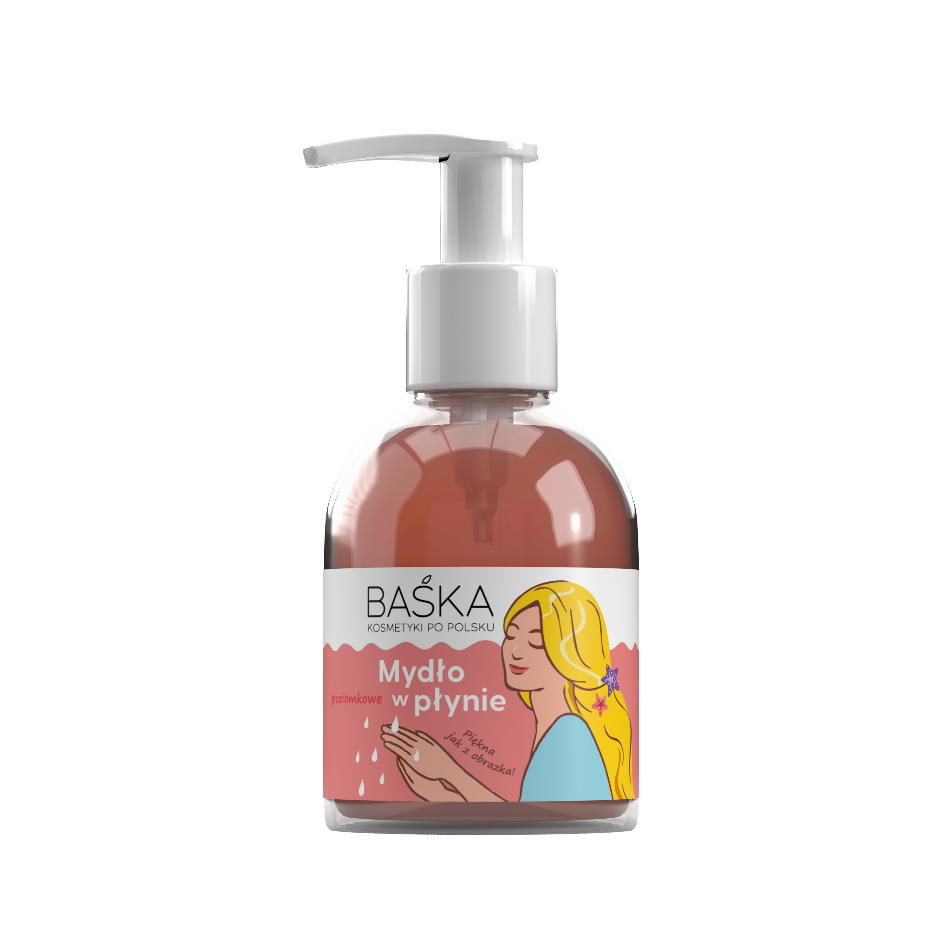 BAŚKA
KOSMETYKI PO POLSKU
Mydło
poziomkowe w płynie
Piękna
jak z obrazka!